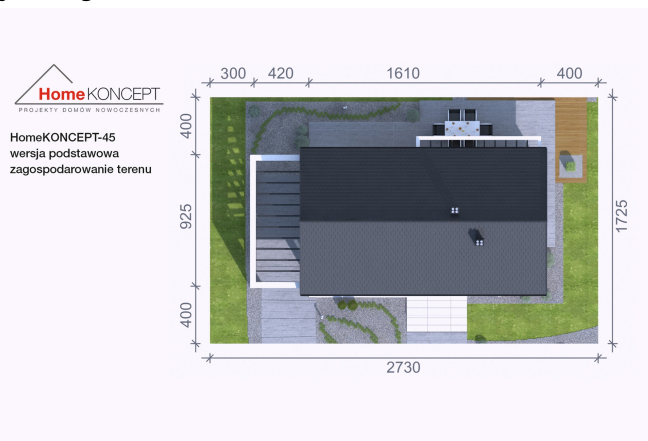 HomeKONCEPT
PROJEKTY DOMÓW NOWOCZESNYCH
HomeKONCEPT-45
wersja podstawowa
zagospodarowanie terenu
300 420 1610 400
400
925
400
1725
2730